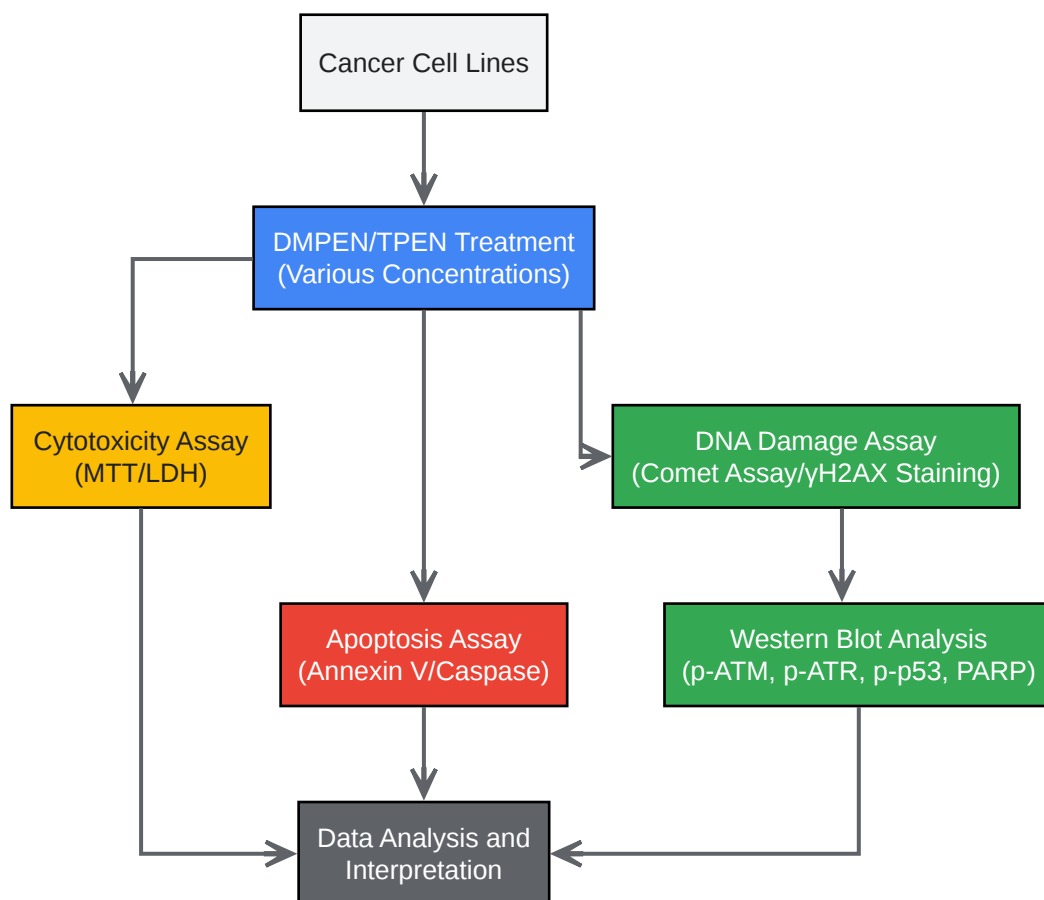 Cancer Cell Lines
DMPEN/TPEN Treatment
(Various Concentrations)
Cytotoxicity Assay
(MTT/LDH)
DNA Damage Assay
(Comet Assay/γH2AX Staining)
Apoptosis Assay
(Annexin V/Caspase)
Western Blot Analysis
(p-ATM, p-ATR, p-p53, PARP)
Data Analysis and
Interpretation